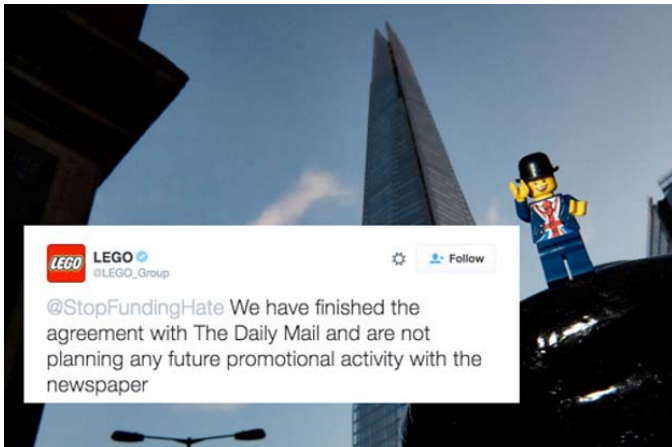 LEGO
LEGO
@LEGO_Group
Follow
@StopFundingHate We have finished the
agreement with The Daily Mail and are not
planning any future promotional activity with the
newspaper